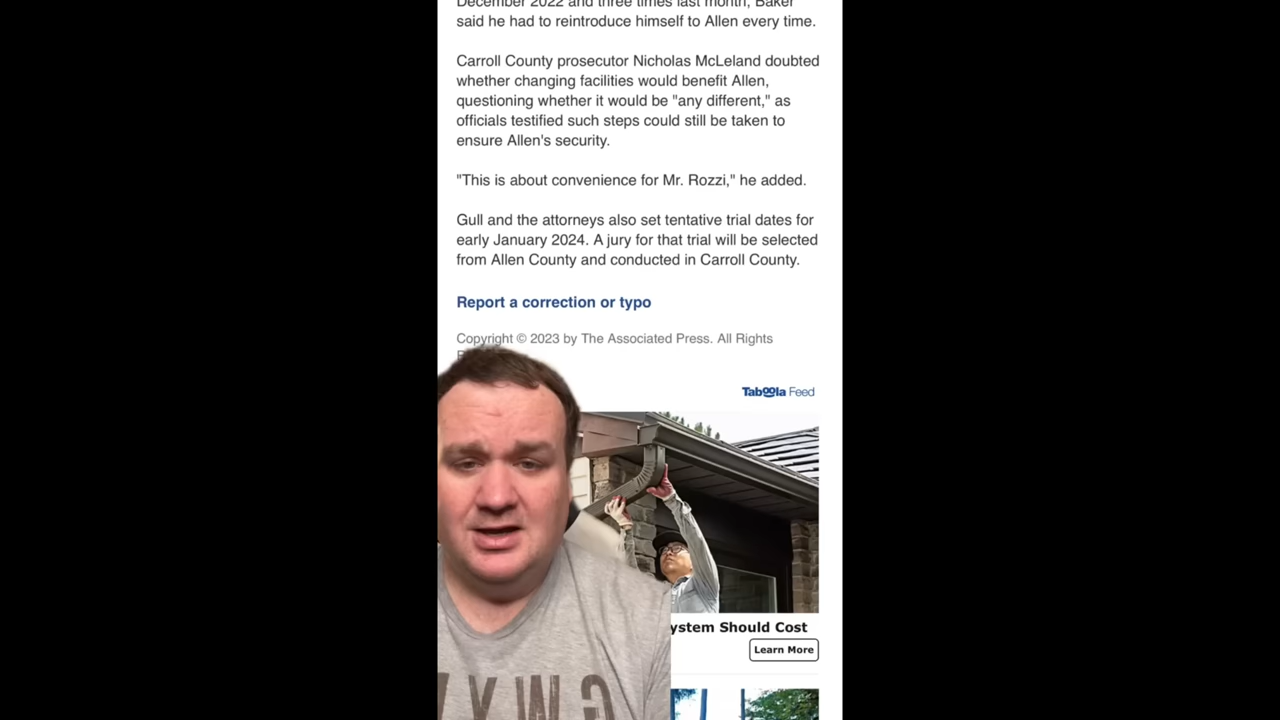 December 2022 and three times last month, Baker
said he had to reintroduce himself to Allen every time.
Carroll County prosecutor Nicholas McLeland doubted
whether changing facilities would benefit Allen,
questioning whether it would be "any different," as
officials testified such steps could still be taken to
ensure Allen's security.
"This is about convenience for Mr. Rozzi," he added.
Gull and the attorneys also set tentative trial dates for
early January 2024. A jury for that trial will be selected
from Allen County and conducted in Carroll County.
Report a correction or typo
Copyright © 2023 by The Associated Press. All Rights
Taboola Feed
ystem Should Cost
Learn More